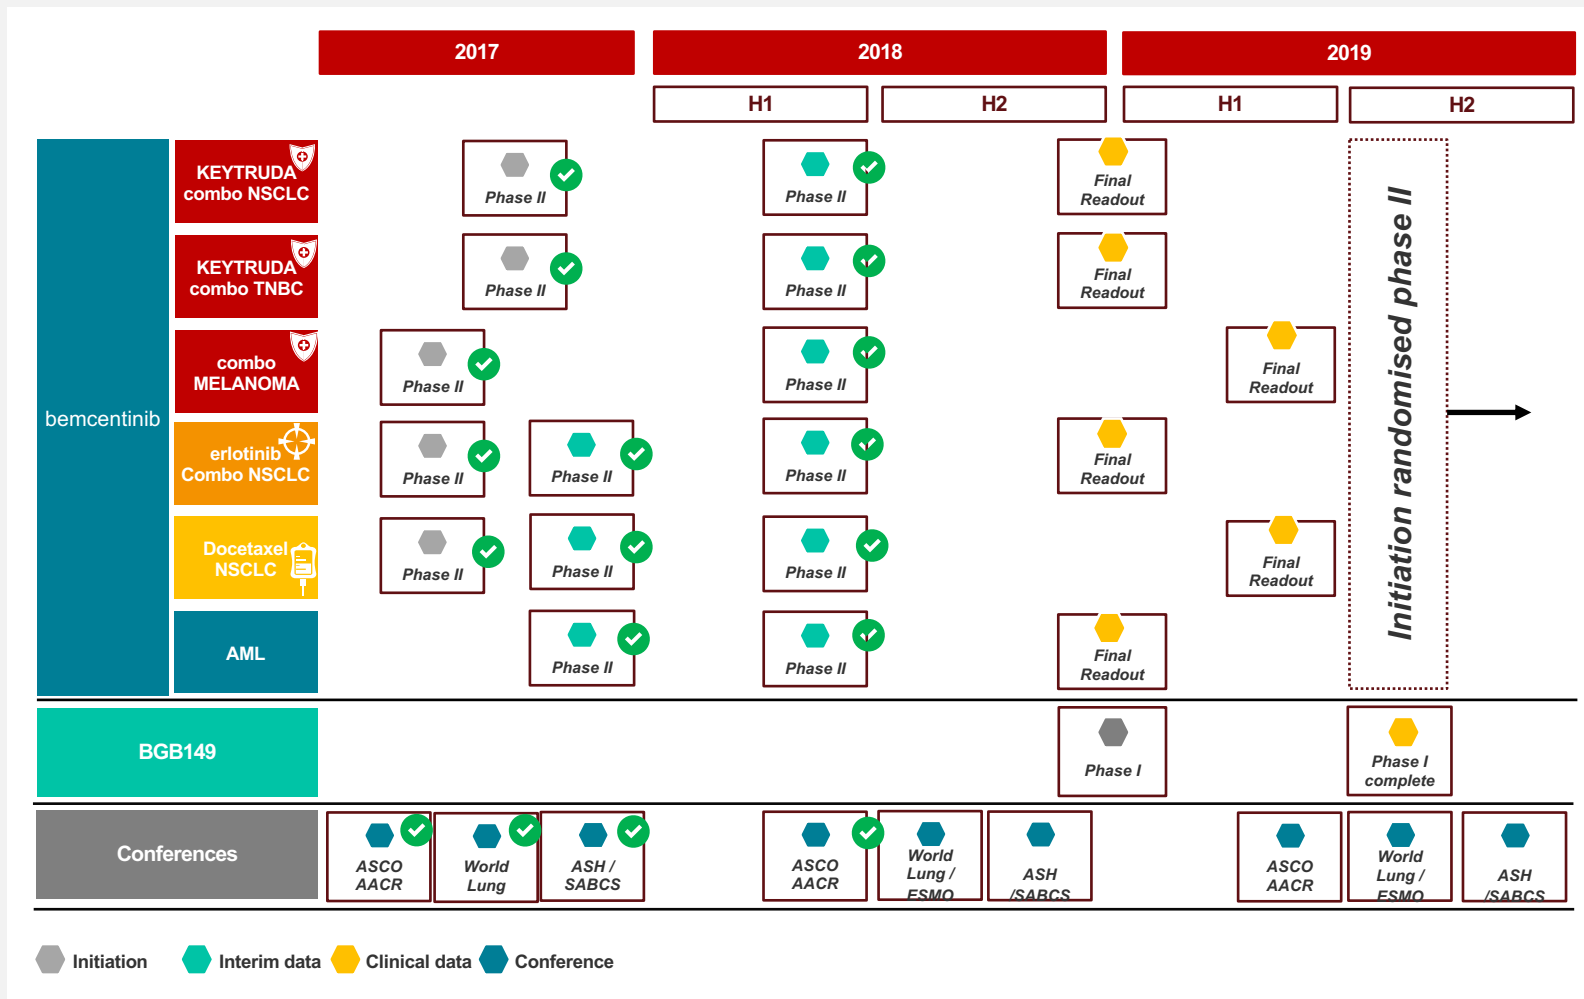 2017
2018
2019
H1
H2
H1
H2
bemcentinib
KEYTRUDA
combo NSCLC
Phase II
Phase II
Final
Readout
KEYTRUDA
combo TNBC
Phase II
Phase II
Final
Readout
combo
MELANOMA
Phase II
Phase II
Final
Readout
erlotinib
Combo NSCLC
Phase II
Phase II
Phase II
Final
Readout
Docetaxel
NSCLC
Phase II
Phase II
Phase II
Final
Readout
AML
Phase II
Phase II
Final
Readout
Initiation randomised phase II
BGB149
Phase I
Phase I
complete
Conferences
ASCO
AACR
World
Lung
ASH /
SABCS
ASCO
AACR
World
Lung /
ESMO
ASH
/SABCS
ASCO
AACR
World
Lung /
ESMO
ASH
/SABCS
Initiation
Interim data
Clinical data
Conference